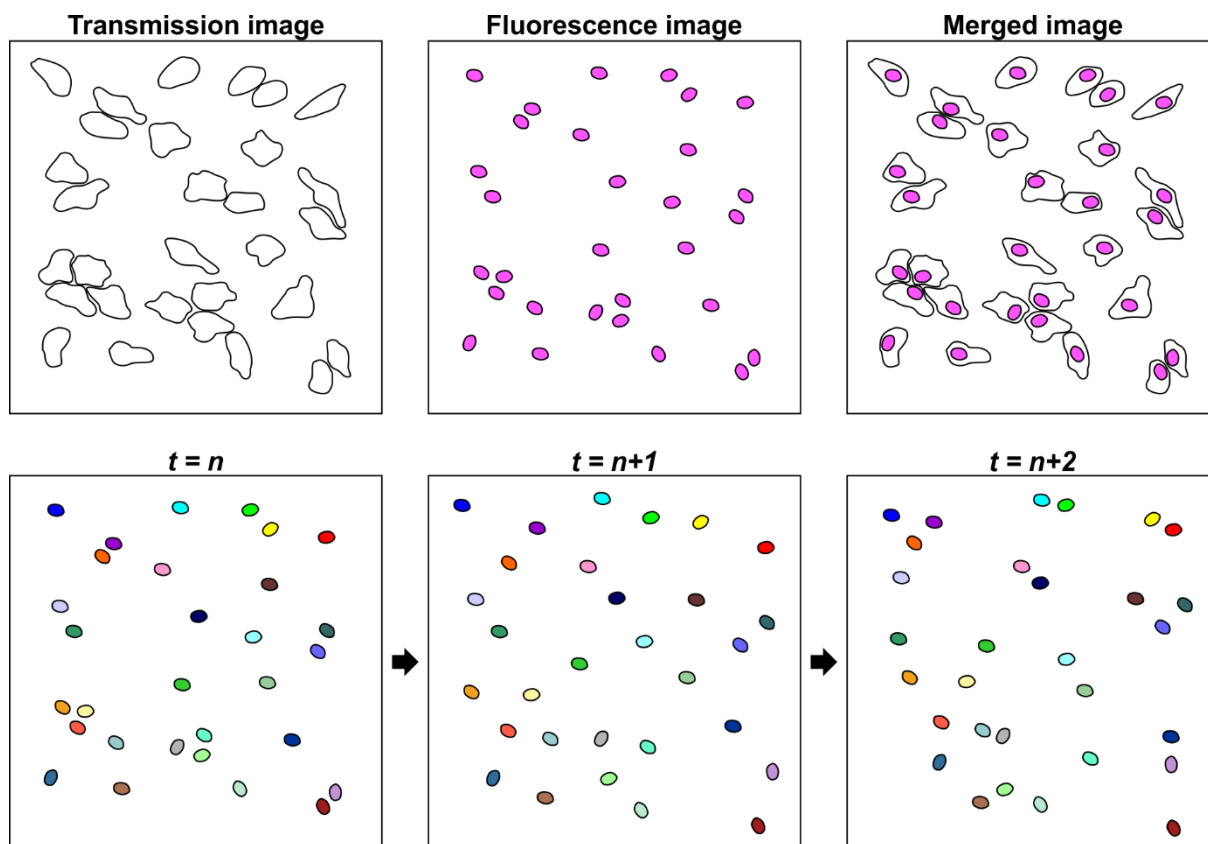 Transmission image
Fluorescence image
Merged image
t = n
t = n+1
t = n+2